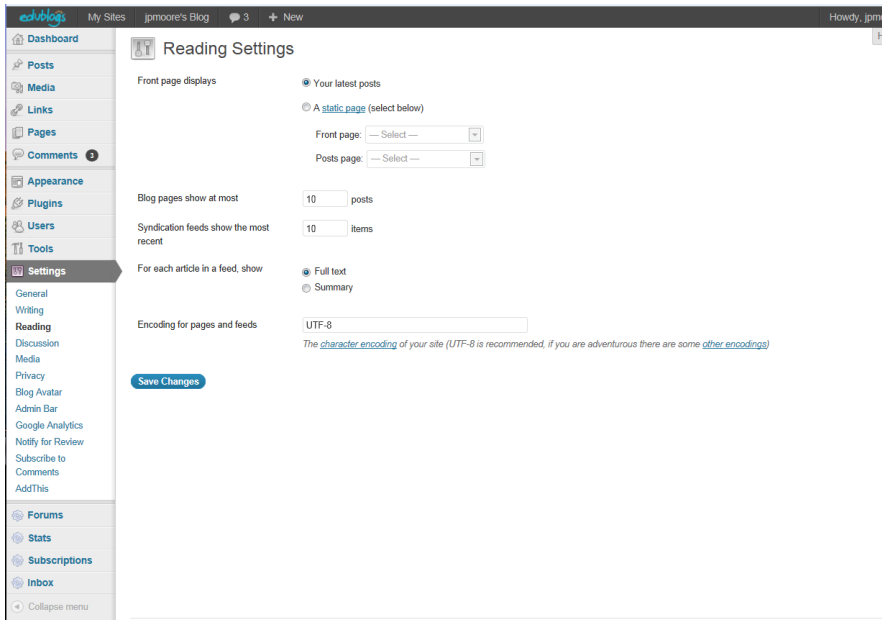 edublogs My Sites jpmoore's Blog 3 + New Howdy, jpmo
Dashboard
Posts
Media
Links
Pages
Comments 3
Appearance
Plugins
Users
Tools
Settings
General
Writing
Reading
Discussion
Media
Privacy
Blog Avatar
Admin Bar
Google Analytics
Notify for Review
Subscribe to
Comments
AddThis
Forums
Stats
Subscriptions
Inbox
Collapse menu
H
Reading Settings
Front page displays
Your latest posts
A static page (select below)
Front page: — Select —
Posts page: — Select —
Blog pages show at most 10 posts
Syndication feeds show the most
recent
10 items
For each article in a feed, show
Full text
Summary
Encoding for pages and feeds UTF-8
The character encoding of your site (UTF-8 is recommended, if you are adventurous there are some other encodings)
Save Changes